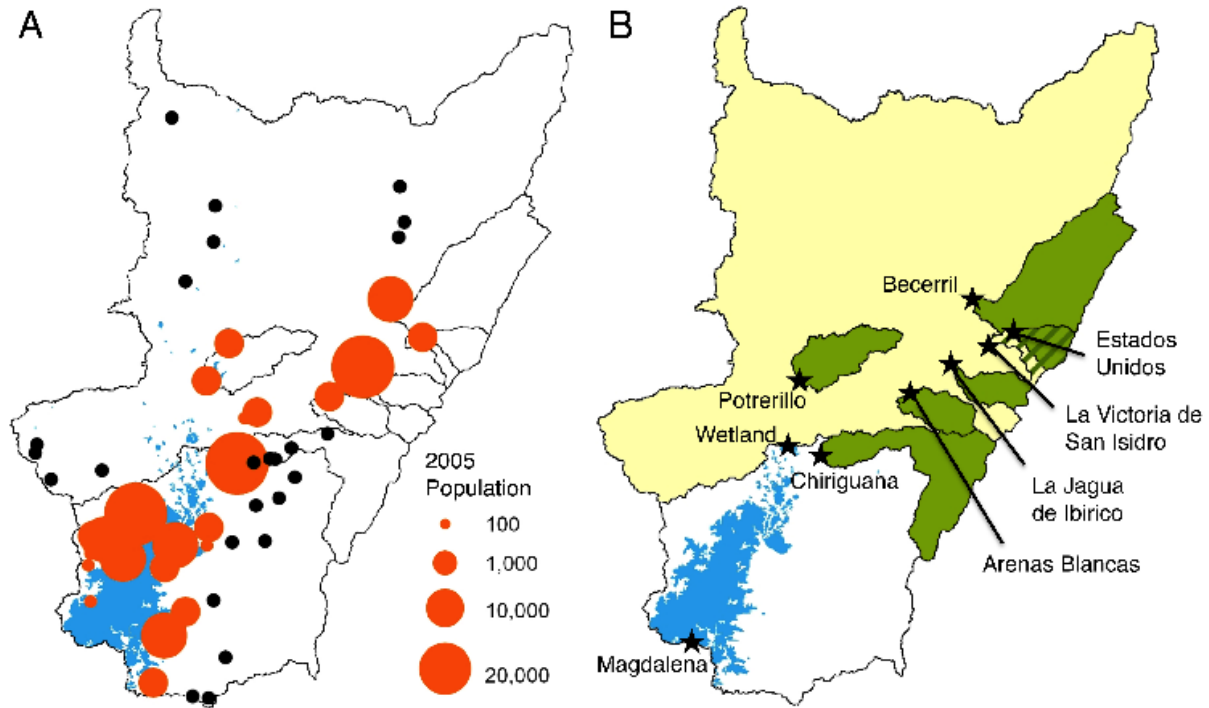 A
2005
Population
100
1,000
10,000
20,000
B
Becerril
Estados
Unidos
Potrerillo
La Victoria de
San Isidro
Wetland
Chiriguana
La Jagua
de Ibirico
Arenas Blancas
Magdalena